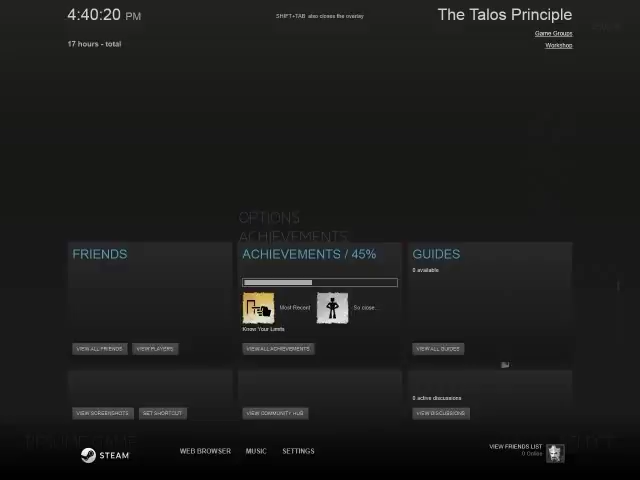 4:40:20 PM
SHIFT+TAB also closes the overlay
The Talos Principle
17 hours - total
Game Groups
Workshop
OPTIONS
ACHIEVEMENTS
FRIENDS
ACHIEVEMENTS / 45%
GUIDES
0 available
Most Recent
So close...
Know Your Limits
VIEW ALL FRIENDS
VIEW PLAYERS
VIEW ALL ACHIEVEMENTS
VIEW ALL GUIDES
0 active discussions
VIEW SCREENSHOTS
SET SHORTCUT
VIEW COMMUNITY HUB
VIEW DISCUSSIONS
RESUME GAME
STEAM
WEB BROWSER
MUSIC
SETTINGS
VIEW FRIENDS LIST
0 Online